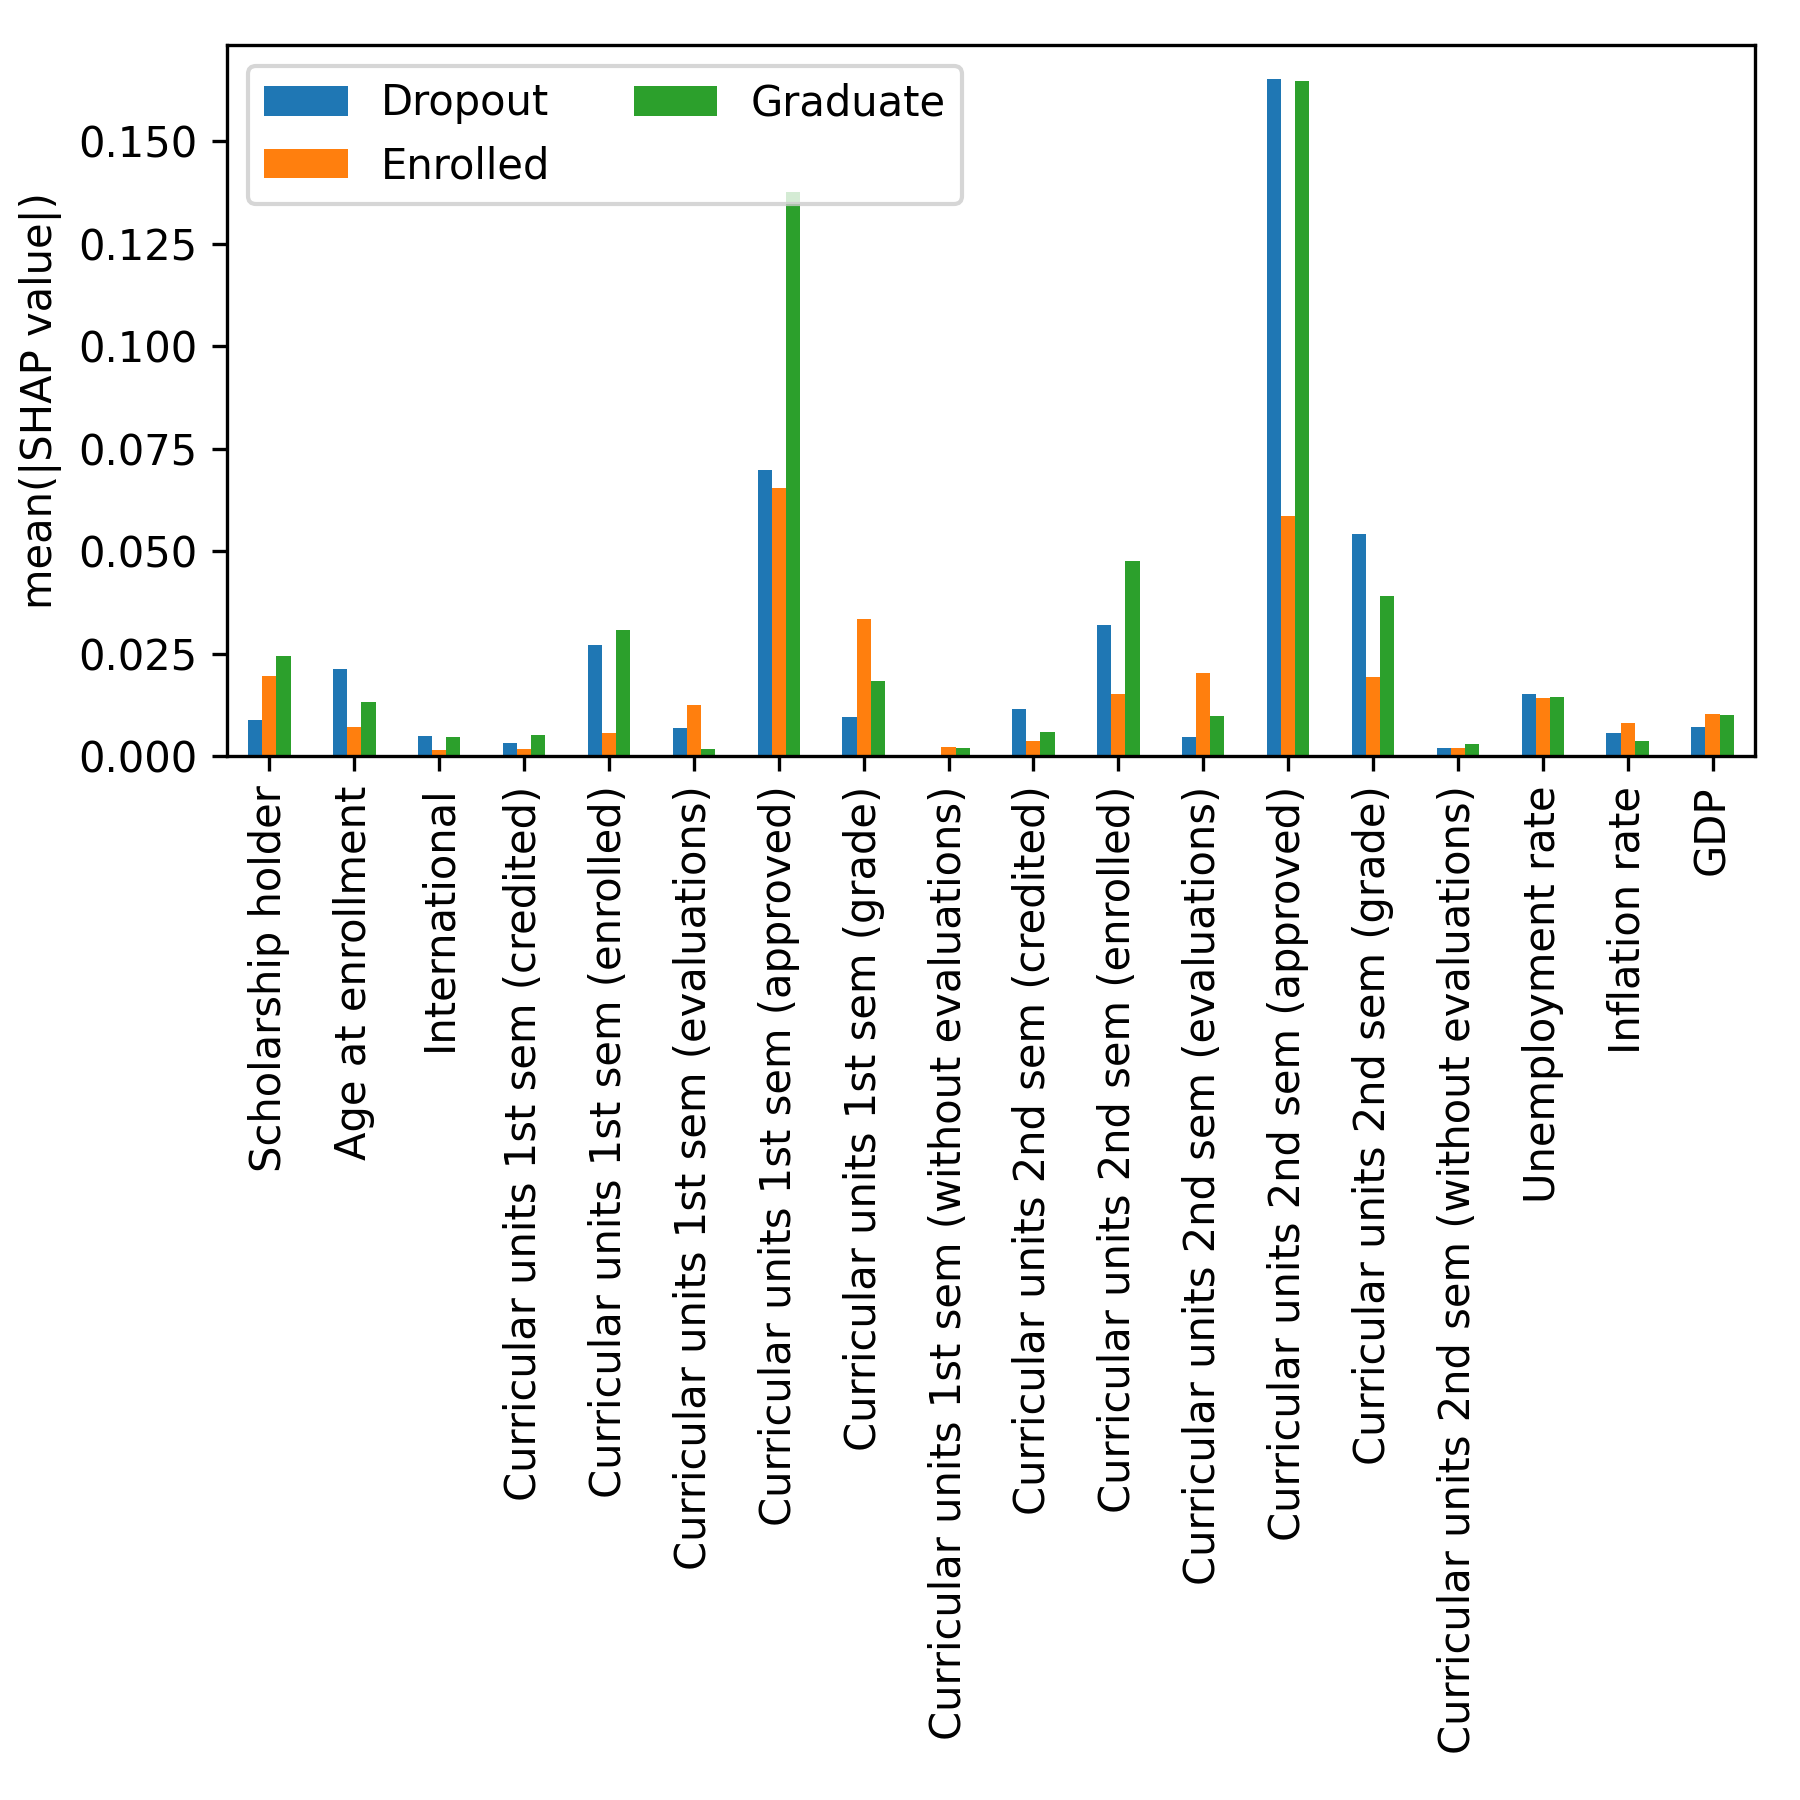 Dropout
Enrolled
Graduate
mean(|SHAP value|)
0.150
0.125
0.100
0.075
0.050
0.025
0.000
Scholarship holder
Age at enrollment
International
Curricular units 1st sem (credited)
Curricular units 1st sem (enrolled)
Curricular units 1st sem (evaluations)
Curricular units 1st sem (approved)
Curricular units 1st sem (grade)
Curricular units 1st sem (without evaluations)
Curricular units 2nd sem (credited)
Curricular units 2nd sem (enrolled)
Curricular units 2nd sem (evaluations)
Curricular units 2nd sem (approved)
Curricular units 2nd sem (grade)
Curricular units 2nd sem (without evaluations)
Unemployment rate
Inflation rate
GDP